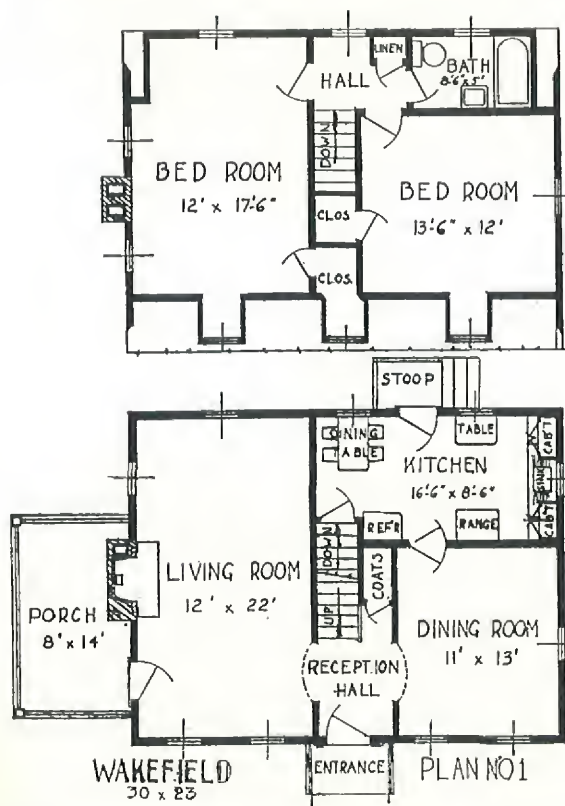 LINEN
BATH
8'6" x 5'
HALL
DOWN
BED ROOM
12' x 17'-6"
BED ROOM
13'-6" x 12'
CLOS.
CLOS.
STOOP
DINING
TABLE
TABLE
CAB'T
KITCHEN
16'-6" x 8'-6"
SINK
CAB'T
REF'R
RANGE
DOWN
UP
COATS
LIVING ROOM
12' x 22'
PORCH
8' x 14'
DINING ROOM
11' x 13'
RECEPTION
HALL
ENTRANCE
WAKEFIELD
30 x 23
PLAN NO 1